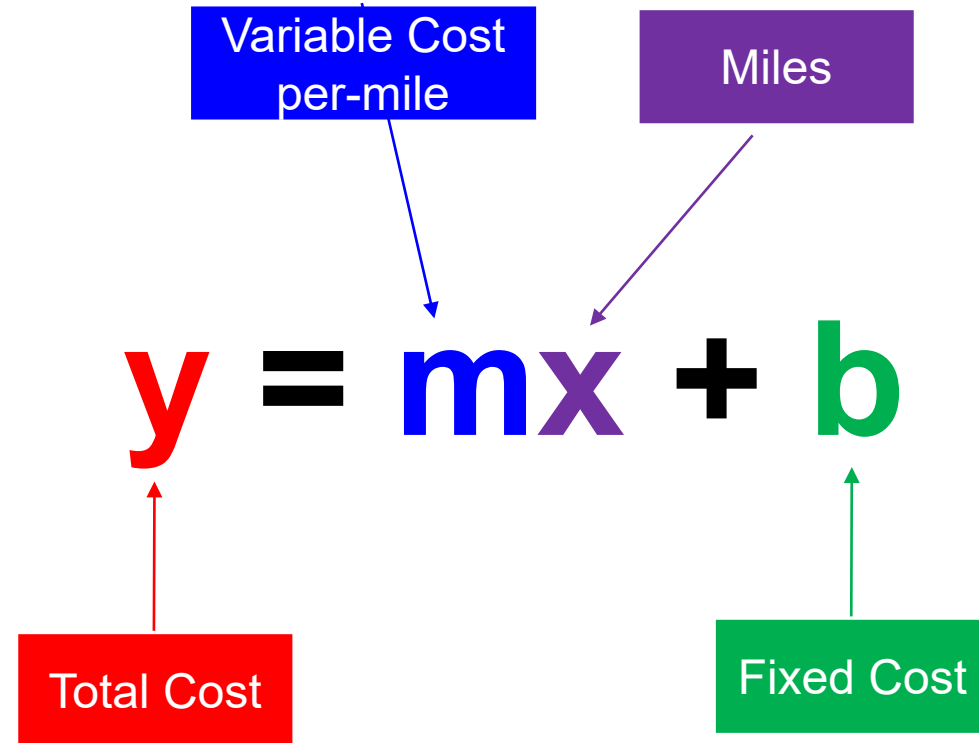 Variable Cost
per-mile
Miles
y = mx + b
Total Cost
Fixed Cost